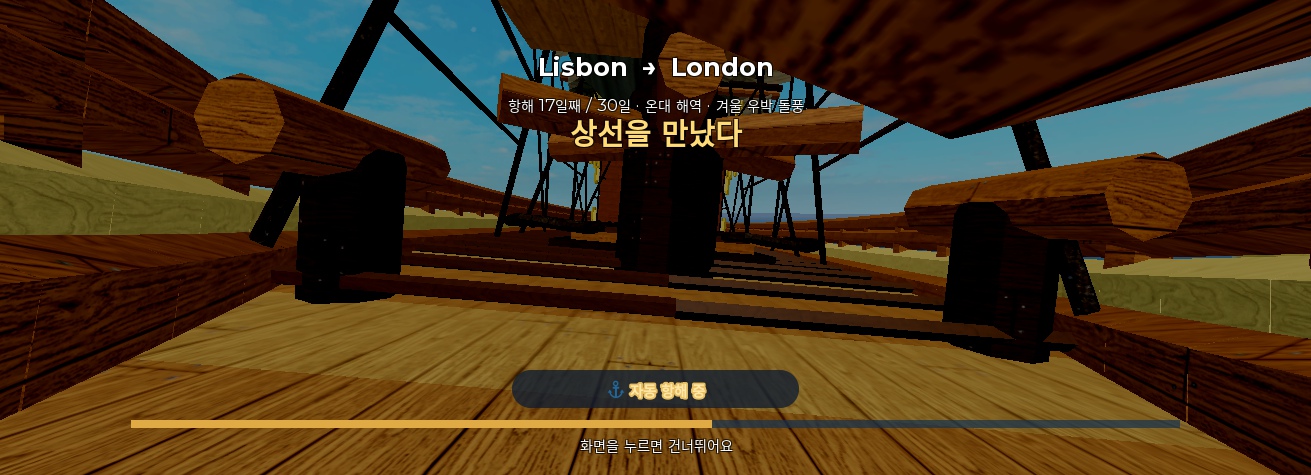 Lisbon → London
항해 17일째 / 30일 · 온대 해역 · 겨울 우박 돌풍
상선을 만났다
⚓ 자동 항해 중
화면을 누르면 건너뛰어요